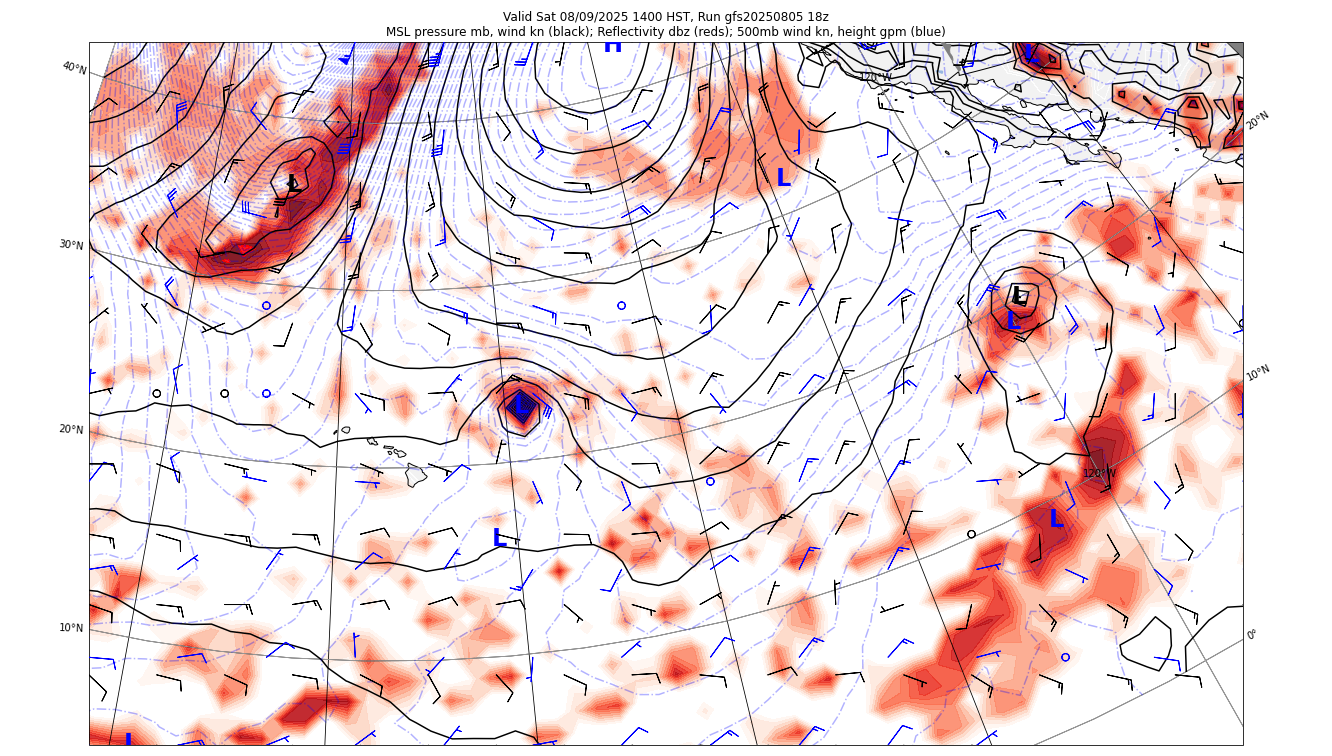 Valid Sat 08/09/2025 1400 HST, Run gfs20250805 18z
MSL pressure mb, wind kn (black); Reflectivity dbz (reds); 500mb wind kn, height gpm (blue)
H
L
40°N
120°W
20°N
L
L
30°N
L
L
10°N
L
20°N
120°W
L
L
10°N
0°
L